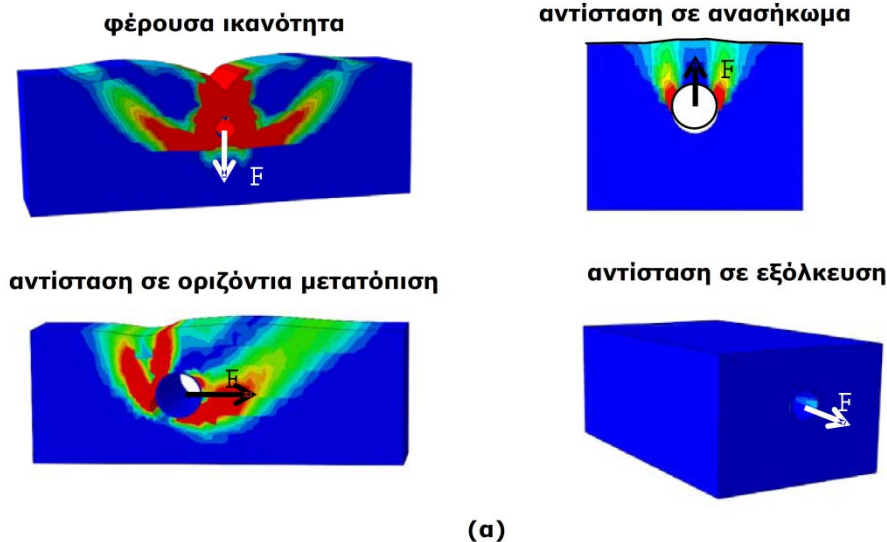 φέρουσα ικανότητα
αντίσταση σε ανασήκωμα
F
F
αντίσταση σε οριζόντια μετατόπιση
αντίσταση σε εξόλκευση
F
F
(α)